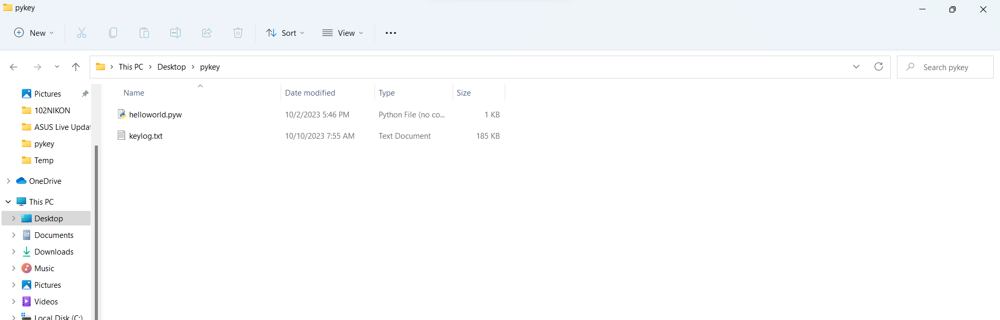 pykey
New
Sort
View
This PC > Desktop > pykey
Search pykey
Name Date modified Type Size
helloworld.pyw 10/2/2023 5:46 PM Python File (no co... 1 KB
keylog.txt 10/10/2023 7:55 AM Text Document 185 KB
Pictures
102NIKON
ASUS Live Updat
pykey
Temp
OneDrive
This PC
Desktop
Documents
Downloads
Music
Pictures
Videos
Local Disk (C:)